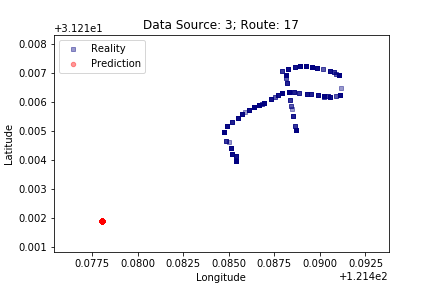 Data Source: 3; Route: 17
+3.121e1
Reality
Prediction
0.008
0.007
0.006
0.005
0.004
0.003
0.002
0.001
Latitude
0.0775 0.0800 0.0825 0.0850 0.0875 0.0900 0.0925
Longitude
+1.214e2